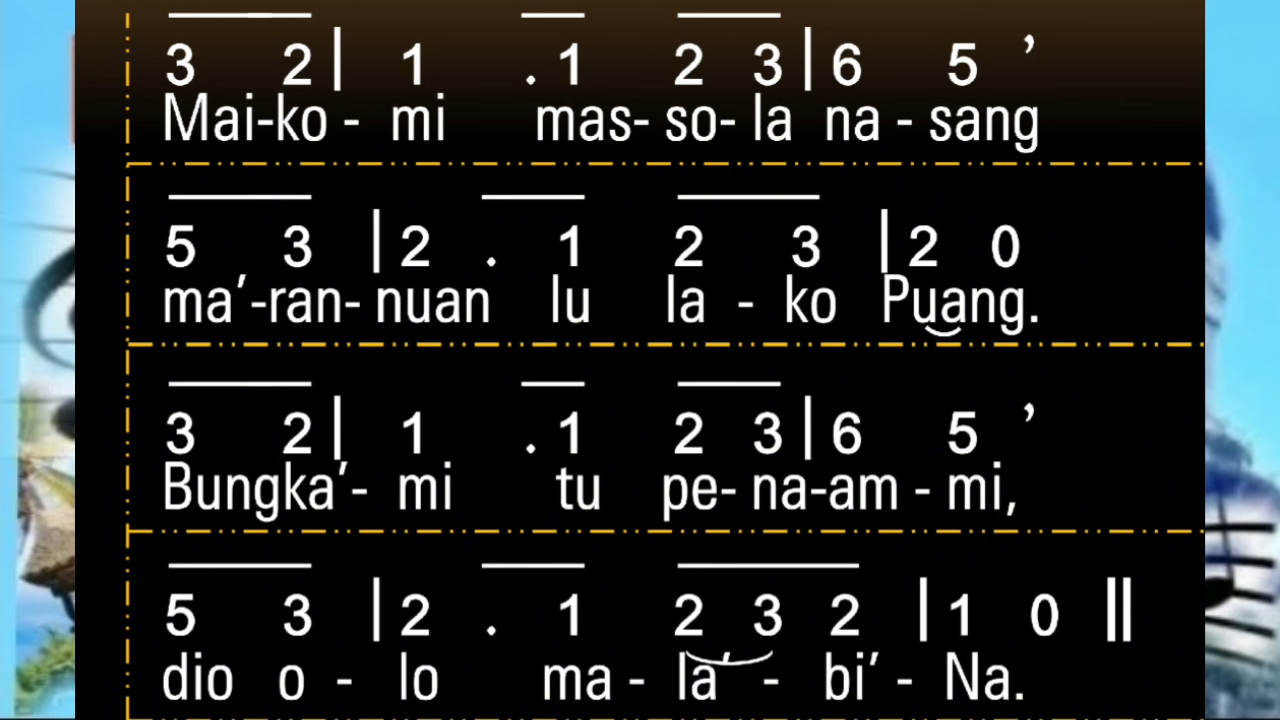 3 2 | 1 . 1 2 3 | 6 5 ’
Mai-ko - mi mas- so- la na - sang
5 3 | 2 . 1 2 3 | 2 0
ma’-ran- nuan lu la - ko Puang.
3 2 | 1 . 1 2 3 | 6 5 ’
Bungka’- mi tu pe- na-am - mi,
5 3 | 2 . 1 2 3 2 | 1 0 ||
dio o - lo ma - la’ - bi’ - Na.